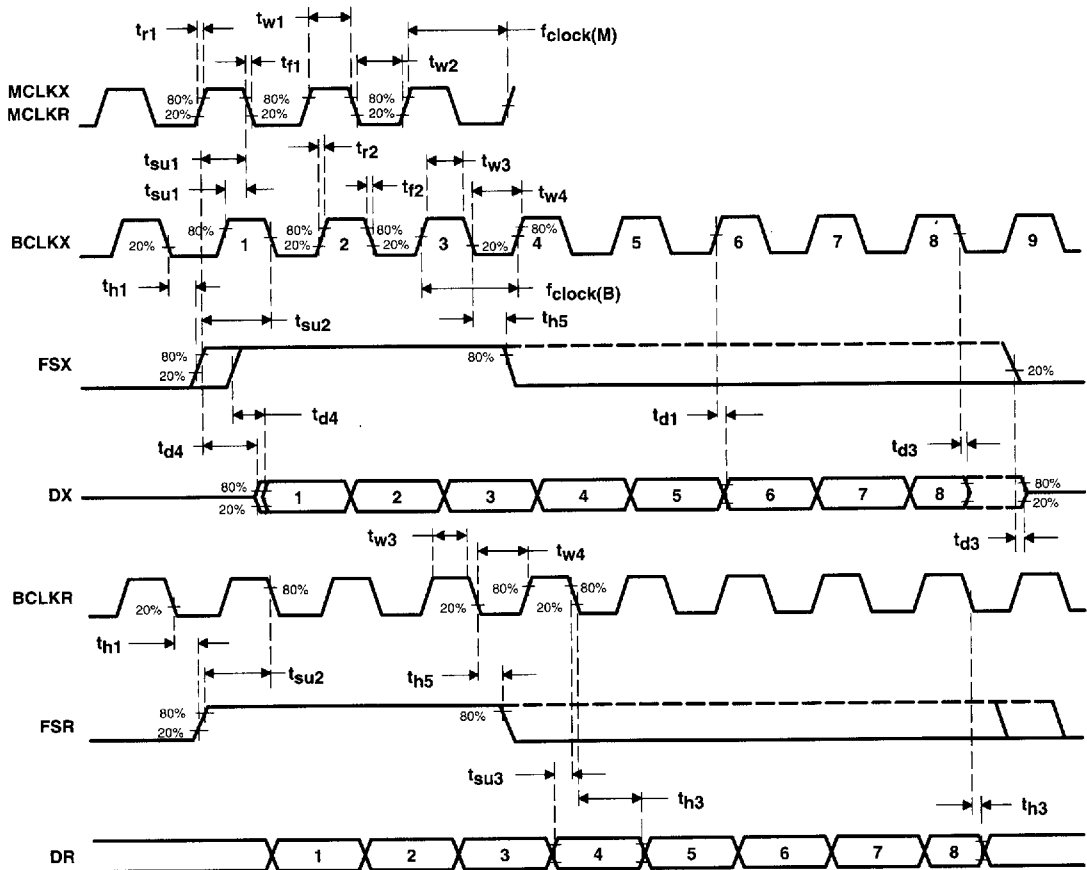 tr1
tw1
fclock(M)
tf1
tw2
MCLKX
MCLKR
80%
20%
80%
20%
80%
20%
80%
20%
tsu1
tr2
tw3
tsu1
tf2
tw4
BCLKX
20%
80%
1
80%
20%
2
80%
20%
80%
3
20%
80%
4
5
6
7
8
9
th1
fclock(B)
tsu2
th5
FSX
80%
20%
80%
20%
td4
td1
td4
td3
DX
80%
20%
1
2
3
4
5
6
7
8
80%
20%
tw3
tw4
td3
BCLKR
20%
80%
20%
80%
20%
80%
th1
tsu2
th5
FSR
80%
20%
80%
tsu3
th3
th3
DR
1
2
3
4
5
6
7
8